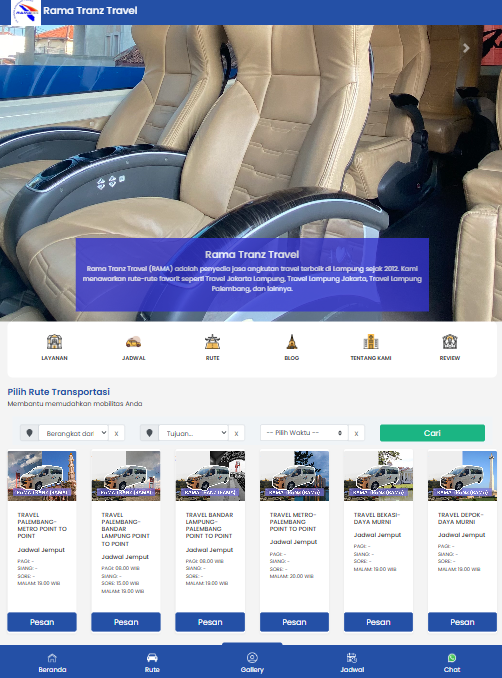 Rama Tranz Travel
Rama Tranz Travel
Rama Tranz Travel (RAMA) adalah penyedia jasa angkutan travel terbaik di Lampung sejak 2012. Kami
menawarkan rute-rute favorit seperti Travel Jakarta Lampung, Travel Lampung Jakarta, Travel Lampung
Palembang, dan lainnya.
LAYANAN
JADWAL
RUTE
BLOG
TENTANG KAMI
REVIEW
Pilih Rute Transportasi
Membantu memudahkan mobilitas Anda
Berangkat dari
x
Tujuan...
x
-- Pilih Waktu --
x
Cari
TRAVEL
PALEMBANG-
METRO POINT TO
POINT
Jadwal Jemput
PAGI: -
SIANG: -
SORE: -
MALAM: 19.00 WIB
Pesan
TRAVEL
PALEMBANG-
BANDAR
LAMPUNG POINT
TO POINT
Jadwal Jemput
PAGI: 08.00 WIB
SIANG: -
SORE: 15.00 WIB
MALAM: 19.00 WIB
Pesan
TRAVEL BANDAR
LAMPUNG-
PALEMBANG
POINT TO POINT
Jadwal Jemput
PAGI: 08.00 WIB
SIANG: -
SORE: -
MALAM: 19.00 WIB
Pesan
TRAVEL METRO-
PALEMBANG
POINT TO POINT
Jadwal Jemput
PAGI: -
SIANG: -
SORE: -
MALAM: 20.00 WIB
Pesan
TRAVEL BEKASI-
DAYA MURNI
Jadwal Jemput
PAGI: -
SIANG: -
SORE: -
MALAM: 19.00 WIB
Pesan
TRAVEL DEPOK-
DAYA MURNI
Jadwal Jemput
PAGI: -
SIANG: -
SORE: -
MALAM: 19.00 WIB
Pesan
Beranda
Rute
Gallery
Jadwal
Chat